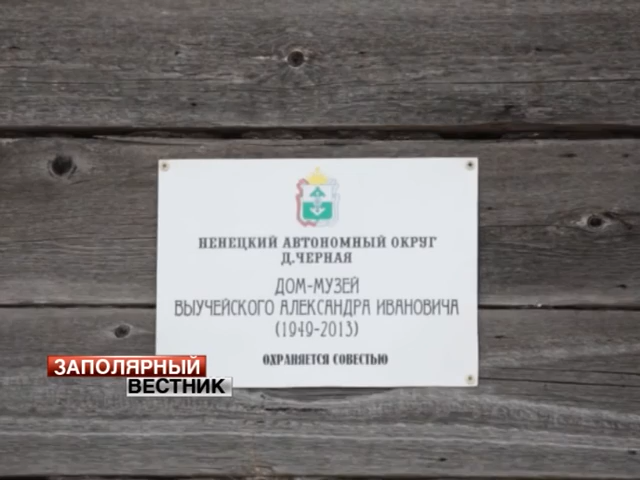 НЕНЕЦКИЙ АВТОНОМНЫЙ ОКРУГ
Д.ЧЕРНАЯ
ДОМ-МУЗЕЙ
ВЫУЧЕЙСКОГО АЛЕКСАНДРА ИВАНОВИЧА
(1949-2013)
ОХРАНЯЕТСЯ СОВЕСТЬЮ
ЗАПОЛЯРНЫЙ
ВЕСТНИК